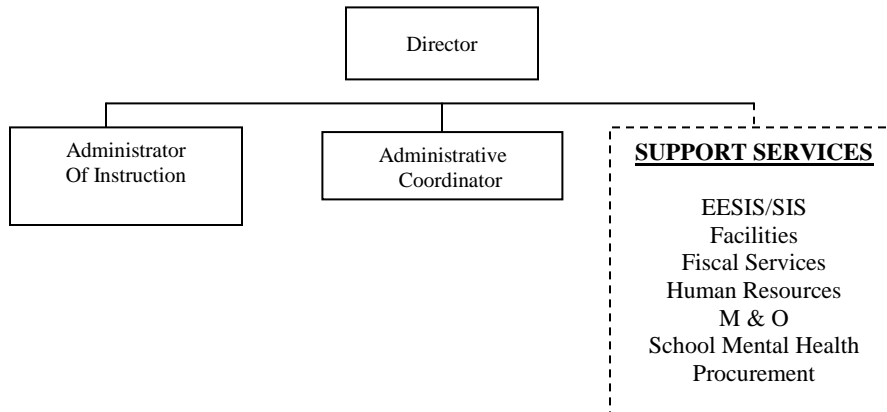 Director
Administrator
Of Instruction
Administrative
Coordinator
SUPPORT SERVICES
EESIS/SIS
Facilities
Fiscal Services
Human Resources
M & O
School Mental Health
Procurement